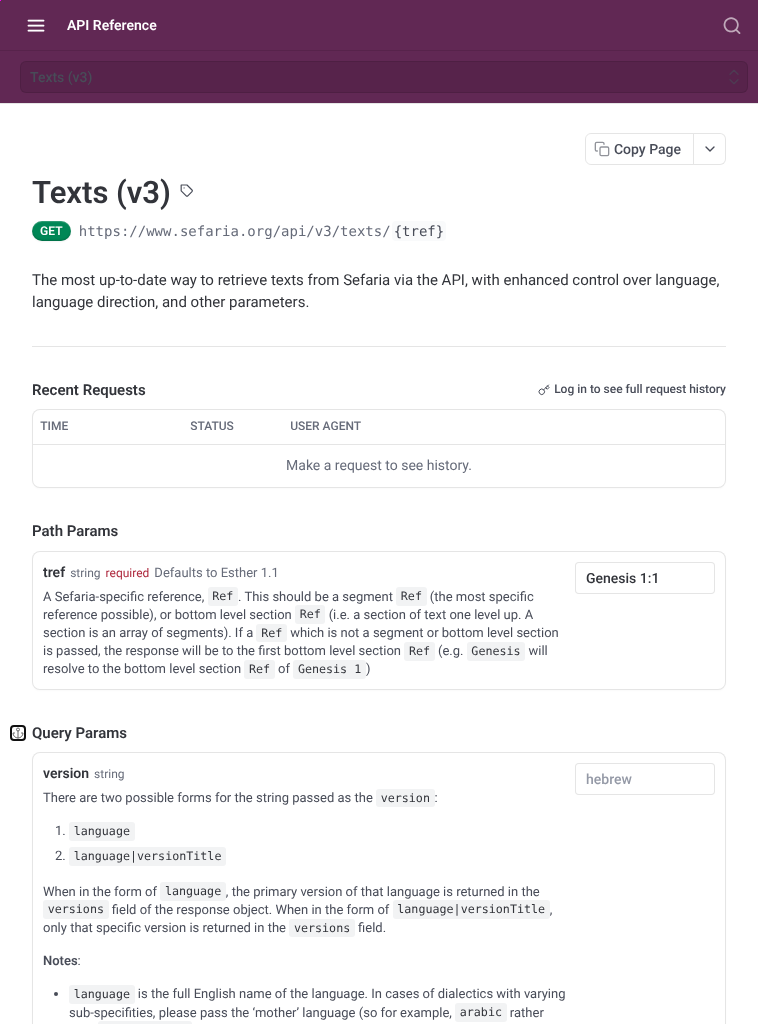 API Reference
Texts (v3)
Copy Page
Texts (v3)
GET https://www.sefaria.org/api/v3/texts/{tref}
The most up-to-date way to retrieve texts from Sefaria via the API, with enhanced control over language,
language direction, and other parameters.
Recent Requests
Log in to see full request history
TIME STATUS USER AGENT
Make a request to see history.
Path Params
tref string required Defaults to Esther 1.1
Genesis 1:1
A Sefaria-specific reference, Ref . This should be a segment Ref (the most specific
reference possible), or bottom level section Ref (i.e. a section of text one level up. A
section is an array of segments). If a Ref which is not a segment or bottom level section
is passed, the response will be to the first bottom level section Ref (e.g. Genesis will
resolve to the bottom level section Ref of Genesis 1 )
Query Params
version string
hebrew
There are two possible forms for the string passed as the version :
1. language
2. language|versionTitle
When in the form of language , the primary version of that language is returned in the
versions field of the response object. When in the form of language|versionTitle ,
only that specific version is returned in the versions field.
Notes:
• language is the full English name of the language. In cases of dialectics with varying
sub-specifities, please pass the ‘mother’ language (so for example, arabic rather